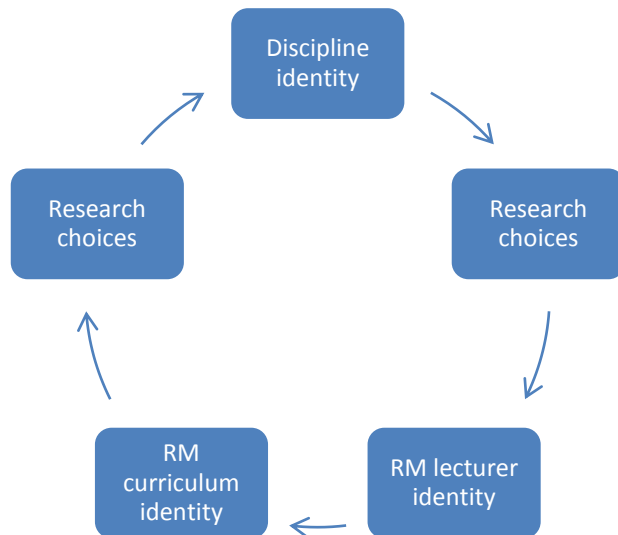 Discipline
identity
Research
choices
Research
choices
RM
curriculum
identity
RM lecturer
identity